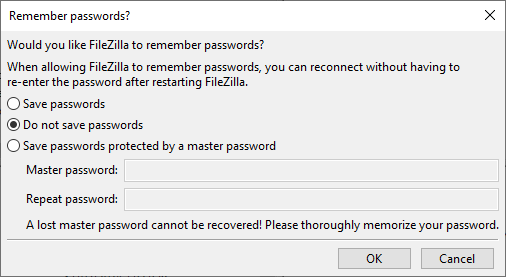 Remember passwords?
Would you like FileZilla to remember passwords?
When allowing FileZilla to remember passwords, you can reconnect without having to
re-enter the password after restarting FileZilla.
Save passwords
Do not save passwords
Save passwords protected by a master password
Master password:
Repeat password:
A lost master password cannot be recovered! Please thoroughly memorize your password.
OK Cancel